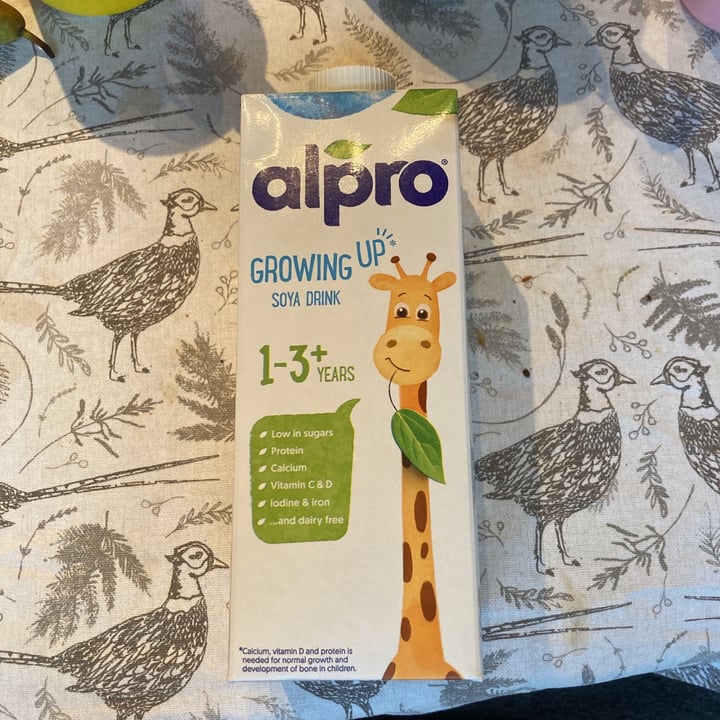 alpro
GROWING UP*
SOYA DRINK
1-3+ YEARS
Low in sugars
Protein
Calcium
Vitamin C & D
Iodine & iron
...and dairy free
*Calcium, vitamin D and protein is
needed for normal growth and
development of bone in children.